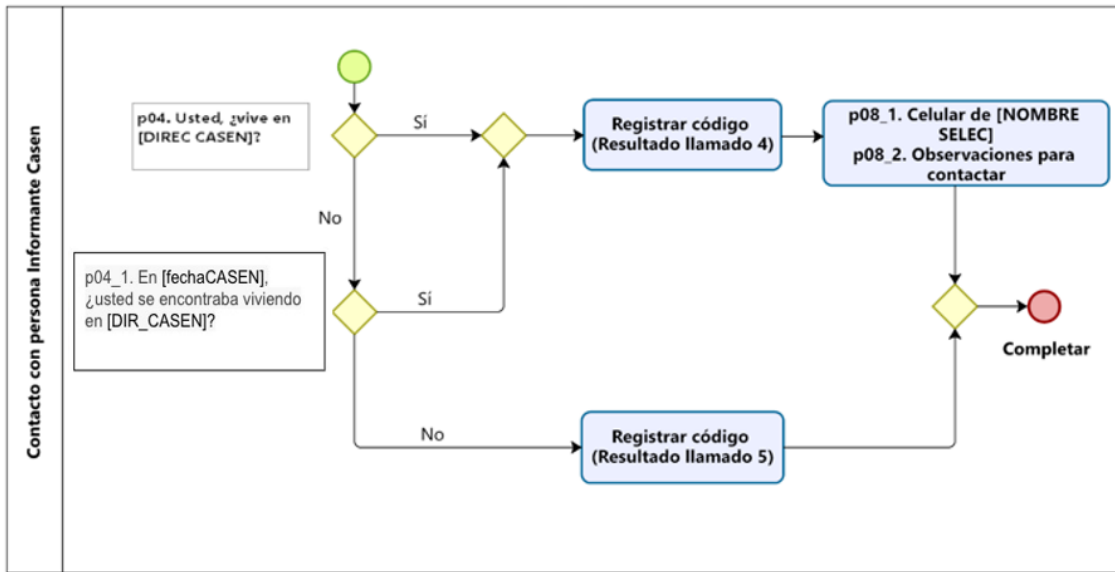 Contacto con persona Informante Casen
p04. Usted, ¿vive en
[DIREC CASEN]?
Sí
Registrar código
(Resultado llamado 4)
p08_1. Celular de [NOMBRE
SELEC]
p08_2. Observaciones para
contactar
No
p04_1. En [fechaCASEN],
¿usted se encontraba viviendo
en [DIR_CASEN]?
Sí
Completar
No
Registrar código
(Resultado llamado 5)